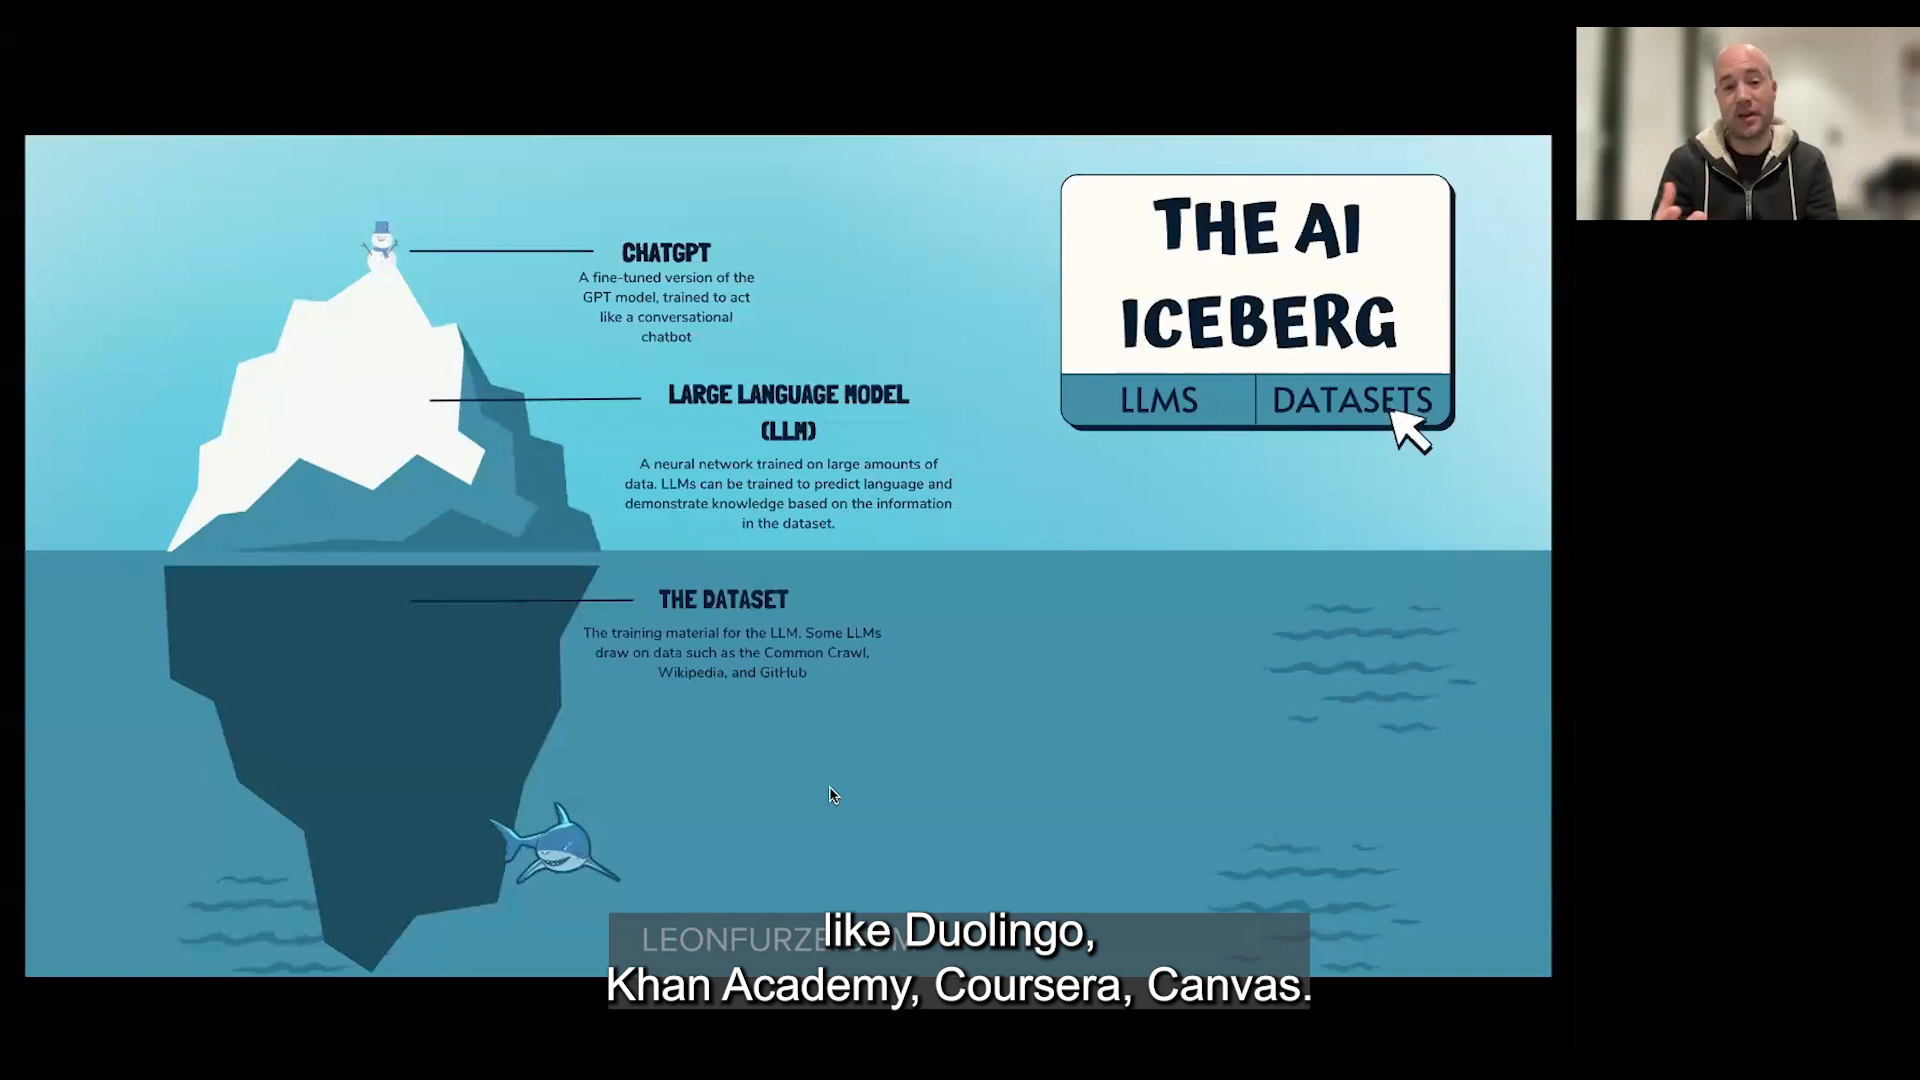 CHATGPT
A fine-tuned version of the
GPT model, trained to act
like a conversational
chatbot
THE AI
ICEBERG
LLMS
DATASETS
LARGE LANGUAGE MODEL
(LLM)
A neural network trained on large amounts of
data. LLMs can be trained to predict language and
demonstrate knowledge based on the information
in the dataset.
THE DATASET
The training material for the LLM. Some LLMs
draw on data such as the Common Crawl,
Wikipedia, and GitHub
like Duolingo,
Khan Academy, Coursera, Canvas.